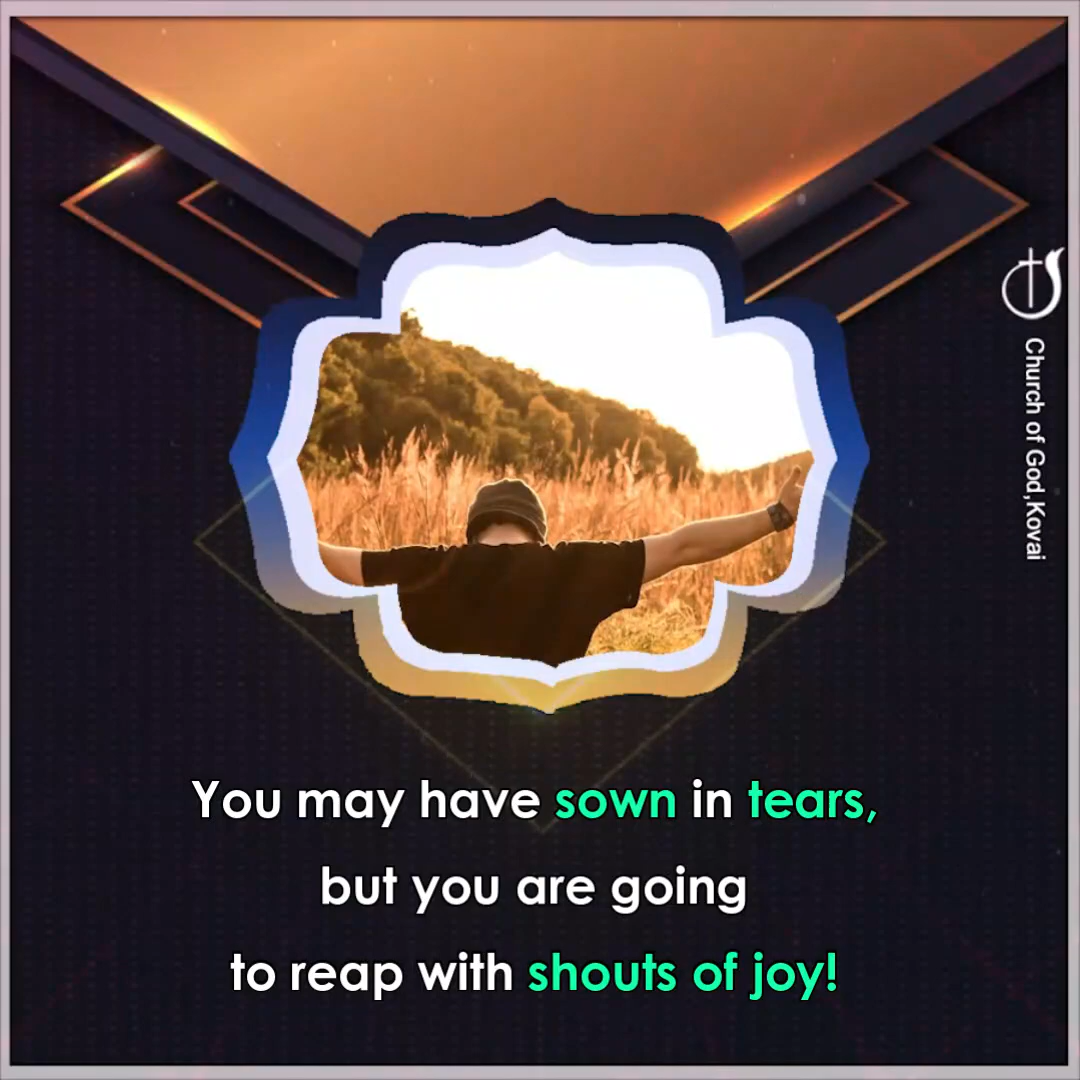 Church of God,Kovai
You may have sown in tears,
but you are going
to reap with shouts of joy!